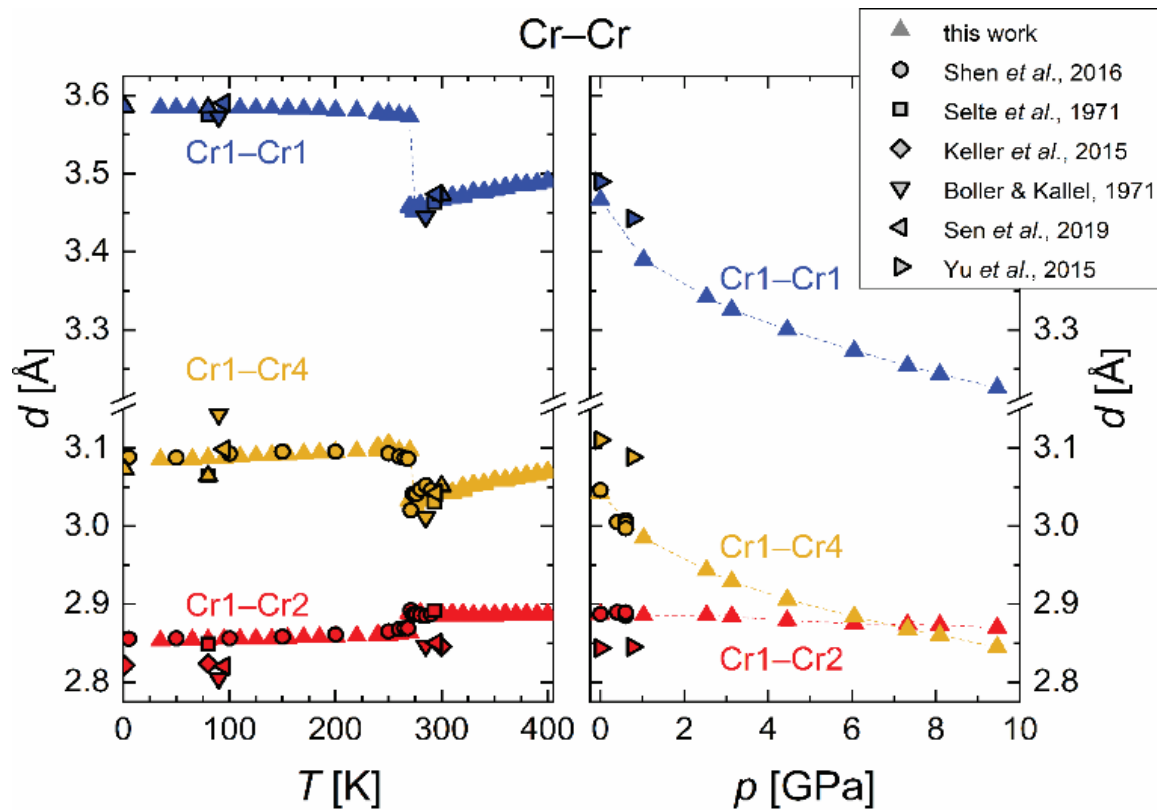 Cr–Cr
this work
Shen et al., 2016
Selte et al., 1971
Keller et al., 2015
Boller & Kallel, 1971
Sen et al., 2019
Yu et al., 2015
d [Å]
3.6
3.5
3.4
3.3
3.1
3.0
2.9
2.8
Cr1–Cr1
Cr1–Cr4
Cr1–Cr2
0 100 200 300 400
T [K]
Cr1–Cr1
Cr1–Cr4
Cr1–Cr2
0 2 4 6 8 10
p [GPa]
3.3
3.1
3.0
2.9
2.8
d [Å]